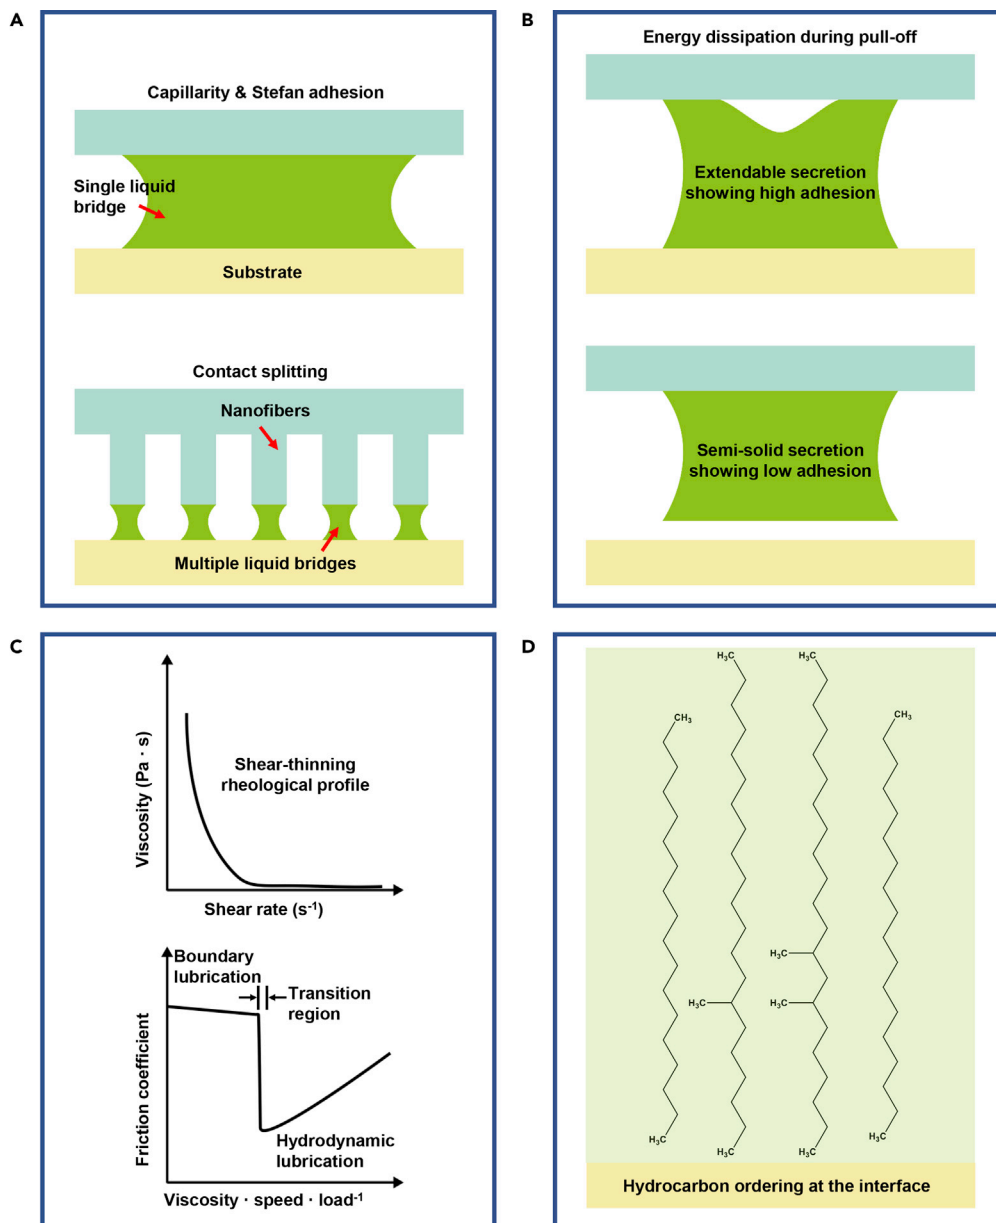 A
Capillarity & Stefan adhesion
Single liquid
bridge
Substrate
Contact splitting
Nanofibers
Multiple liquid bridges
B
Energy dissipation during pull-off
Extendable secretion
showing high adhesion
Semi-solid secretion
showing low adhesion
C
Viscosity (Pa · s)
Shear-thinning
rheological profile
Shear rate (s⁻¹)
Friction coefficient
Boundary
lubrication
Transition
region
Hydrodynamic
lubrication
Viscosity · speed · load⁻¹
D
H₃C
H₃C
CH₃
CH₃
H₃C
H₃C
H₃C
H₃C
H₃C
H₃C
H₃C
Hydrocarbon ordering at the interface